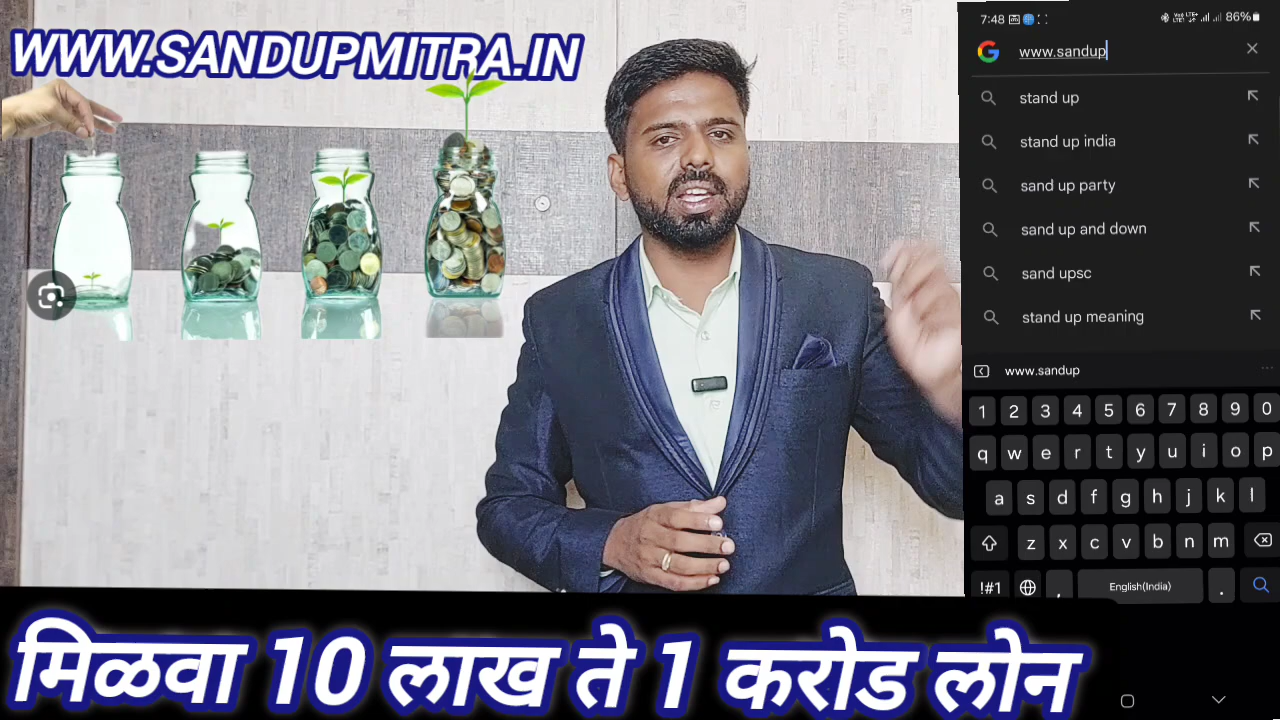 WWW.SANDUPMITRA.IN
7:48
86%
www.sandup
stand up
stand up india
sand up party
sand up and down
sand upsc
stand up meaning
www.sandup
1 2 3 4 5 6 7 8 9 0
q w e r t y u i o p
a s d f g h j k l
z x c v b n m
!#1 , English(India) .
मिळवा 10 लाख ते 1 करोड लोन